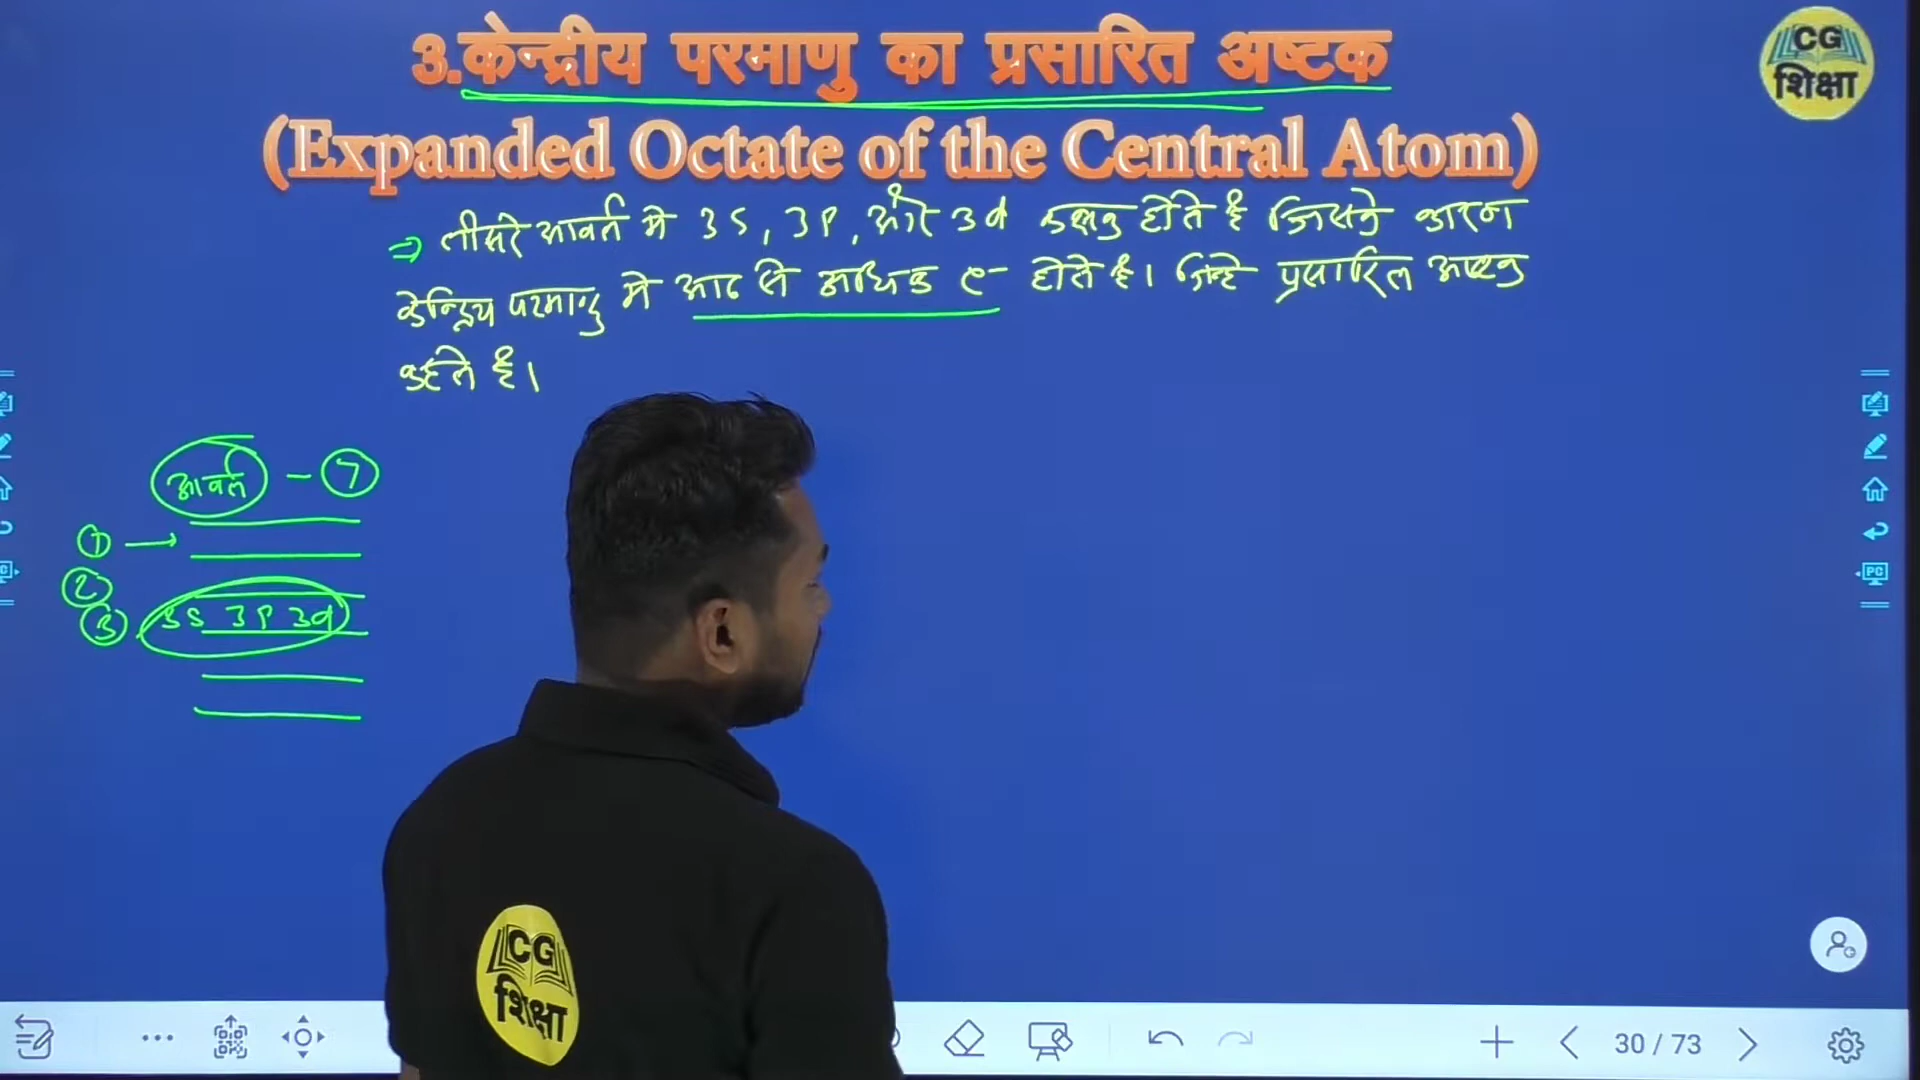 3.केन्द्रीय परमाणु का प्रसारित अष्टक
(Expanded Octate of the Central Atom)
⇒ तीसरे आवर्त मे 3s, 3p, और 3d कक्षक होते है जिसके कारण
केन्द्रिय परमाणु मे आठ से अधिक e- होते है। जिन्हे प्रसारित अष्टक
कहते है।
आवर्त - 7
1 →
2
3 3s 3p 3d
CG
शिक्षा
CG
शिक्षा
PC
30 / 73